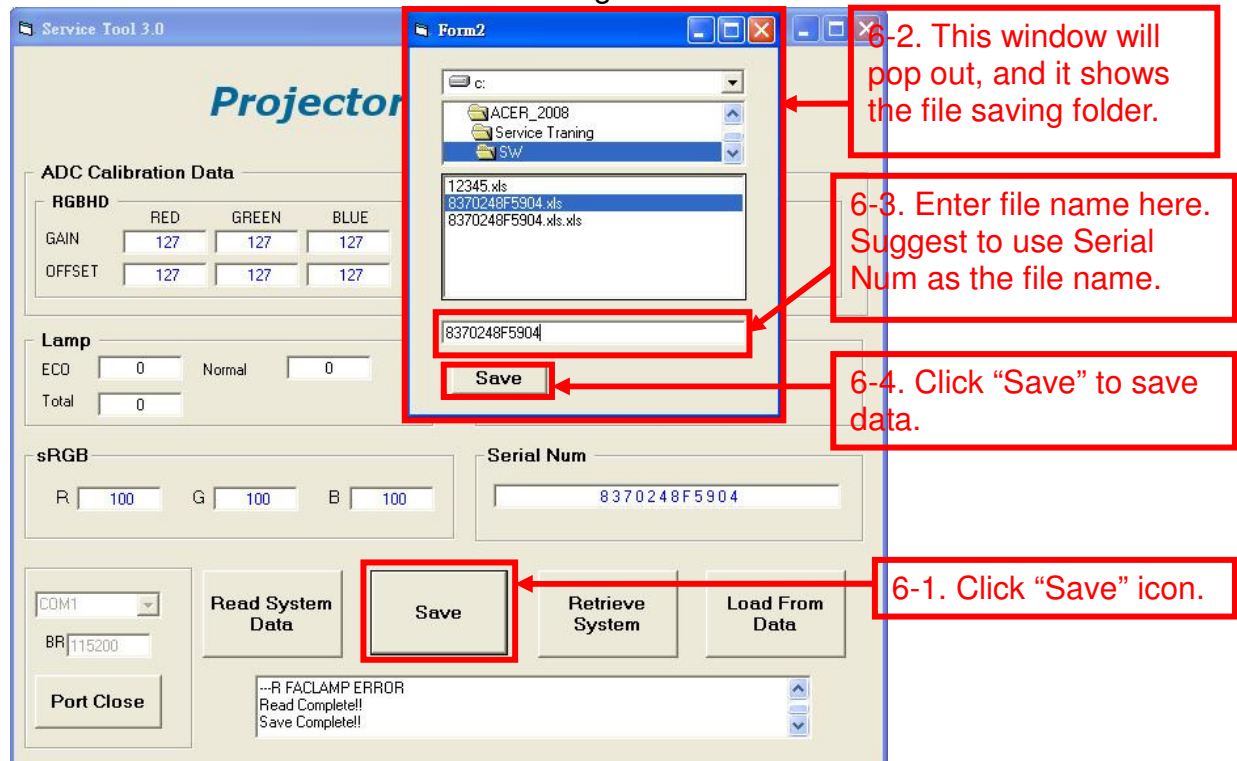 Service Tool 3.0
Form2
Projector
c:
ACER_2008
Service Traning
SW
12345.xls
8370248F5904.xls
8370248F5904.xls.xls
8370248F5904
Save
6-2. This window will
pop out, and it shows
the file saving folder.
6-3. Enter file name here.
Suggest to use Serial
Num as the file name.
6-4. Click “Save” to save
data.
ADC Calibration Data
RGBHD
RED GREEN BLUE
GAIN 127 127 127
OFFSET 127 127 127
Lamp
ECO 0 Normal 0
Total 0
sRGB
R 100 G 100 B 100
Serial Num
8370248F5904
6-1. Click “Save” icon.
COM1
BR 115200
Port Close
Read System
Data
Save
Retrieve
System
Load From
Data
---R FACLAMP ERROR
Read Complete!!
Save Complete!!